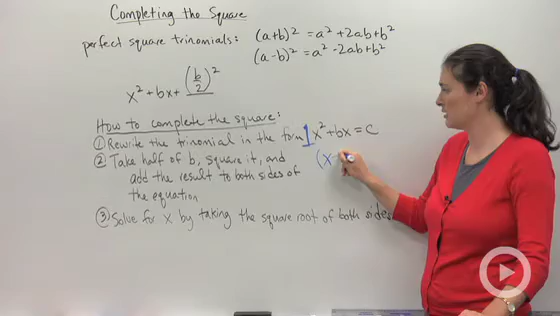 Completing the Square
perfect square trinomials: (a+b)² = a² + 2ab + b²
(a-b)² = a² - 2ab + b²
x² + bx + (b/2)²
How to complete the square:
① Rewrite the trinomial in the form 1x² + bx = c
② Take half of b, square it, and
add the result to both sides of
the equation
(x
③ Solve for x by taking the square root of both sides